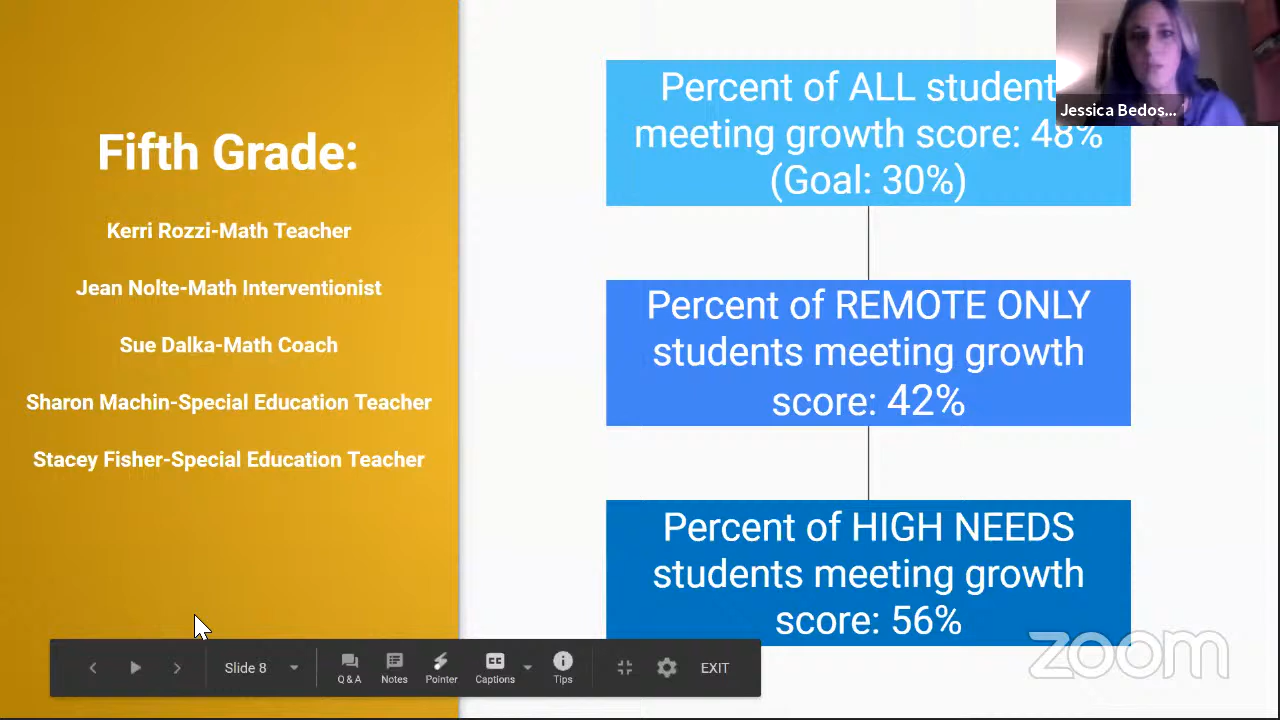 Fifth Grade:
Kerri Rozzi-Math Teacher
Jean Nolte-Math Interventionist
Sue Dalka-Math Coach
Sharon Machin-Special Education Teacher
Stacey Fisher-Special Education Teacher
Percent of ALL student
meeting growth score: 48%
(Goal: 30%)
Percent of REMOTE ONLY
students meeting growth
score: 42%
Percent of HIGH NEEDS
students meeting growth
score: 56%
Jessica Bedos...
Slide 8
Q & A
Notes
Pointer
CC
Captions
Tips
EXIT
zoom